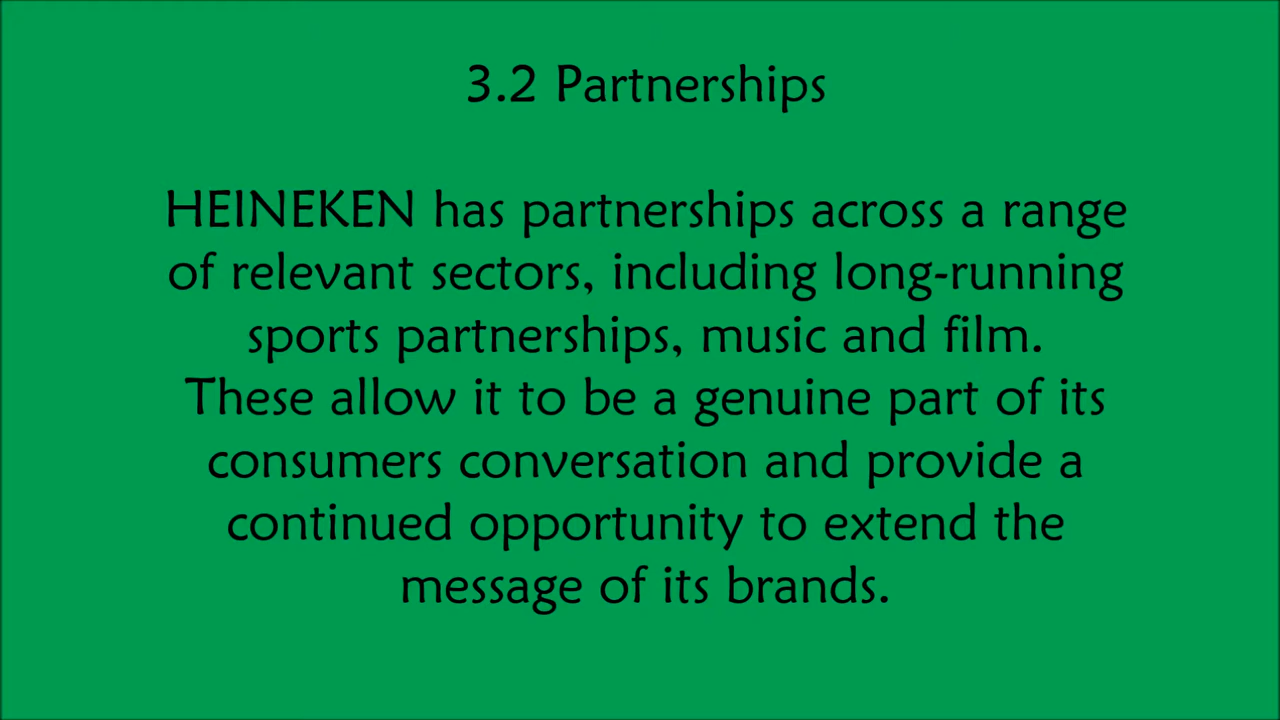 3.2 Partnerships
HEINEKEN has partnerships across a range
of relevant sectors, including long-running
sports partnerships, music and film.
These allow it to be a genuine part of its
consumers conversation and provide a
continued opportunity to extend the
message of its brands.